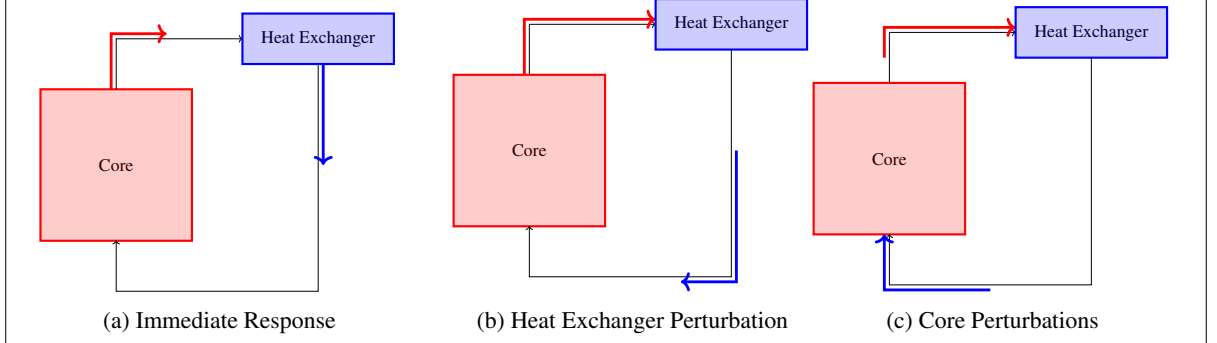 Heat Exchanger
Core
(a) Immediate Response
Heat Exchanger
Core
(b) Heat Exchanger Perturbation
Heat Exchanger
Core
(c) Core Perturbations